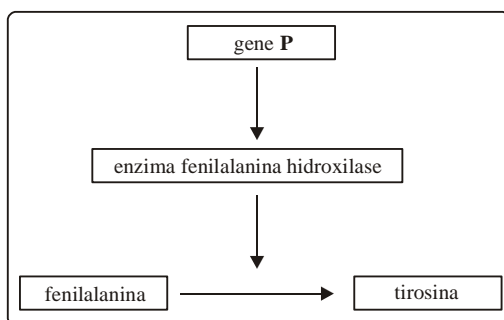 gene P
enzima fenilalanina hidroxilase
fenilalanina
tirosina